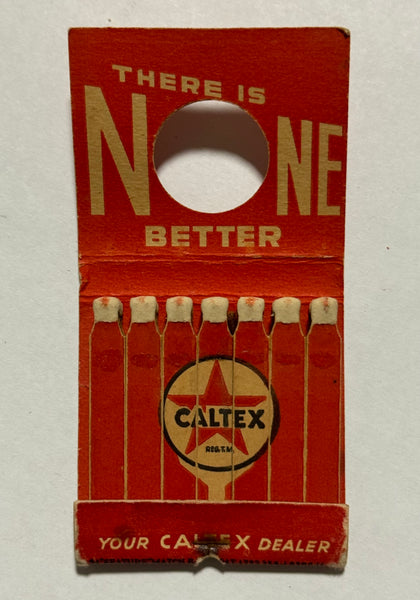 THERE IS
NONE
BETTER
CALTEX
REG. T.M.
YOUR CALTEX DEALER